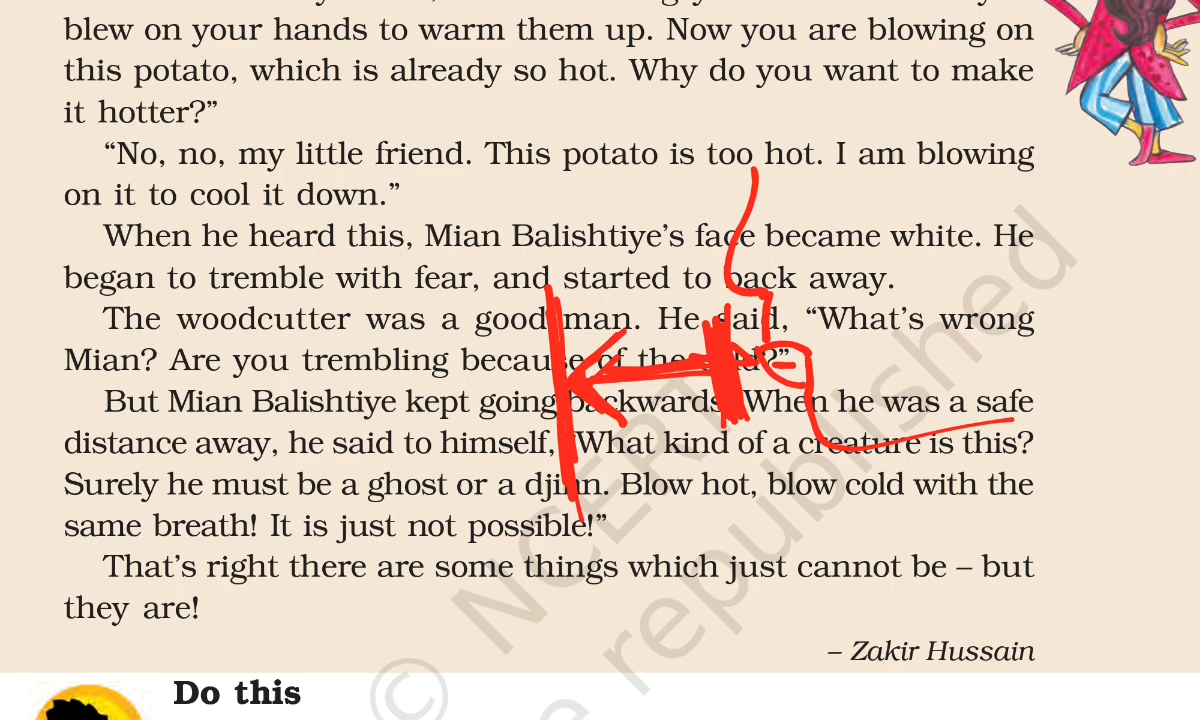 blew on your hands to warm them up. Now you are blowing on
this potato, which is already so hot. Why do you want to make
it hotter?”
“No, no, my little friend. This potato is too hot. I am blowing
on it to cool it down.”
When he heard this, Mian Balishtiye’s face became white. He
began to tremble with fear, and started to back away.
The woodcutter was a good man. He said, “What’s wrong
Mian? Are you trembling because of the cold?”
But Mian Balishtiye kept going backwards. When he was a safe
distance away, he said to himself, “What kind of a creature is this?
Surely he must be a ghost or a djinn. Blow hot, blow cold with the
same breath! It is just not possible!”
That’s right there are some things which just cannot be – but
they are!
– Zakir Hussain
Do this
© NCERT
republished